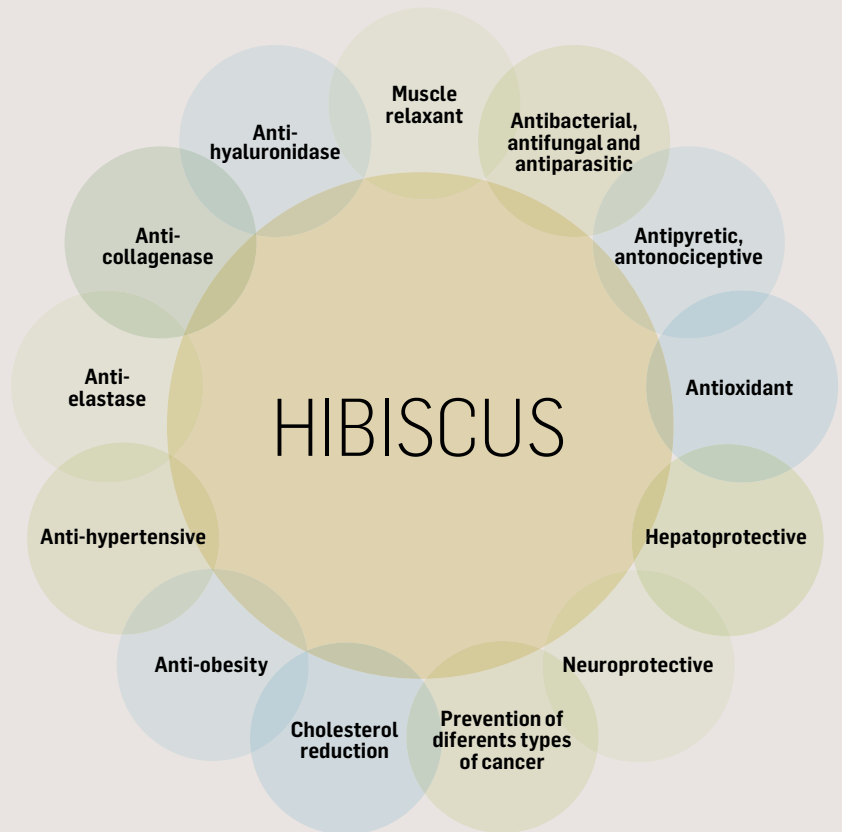 Muscle
relaxant
Antibacterial,
antifungal and
antiparasitic
Antipyretic,
antonociceptive
Antioxidant
Hepatoprotective
Neuroprotective
Prevention of
diferents types
of cancer
Cholesterol
reduction
Anti-obesity
Anti-hypertensive
Anti-
elastase
Anti-
collagenase
Anti-
hyaluronidase
HIBISCUS